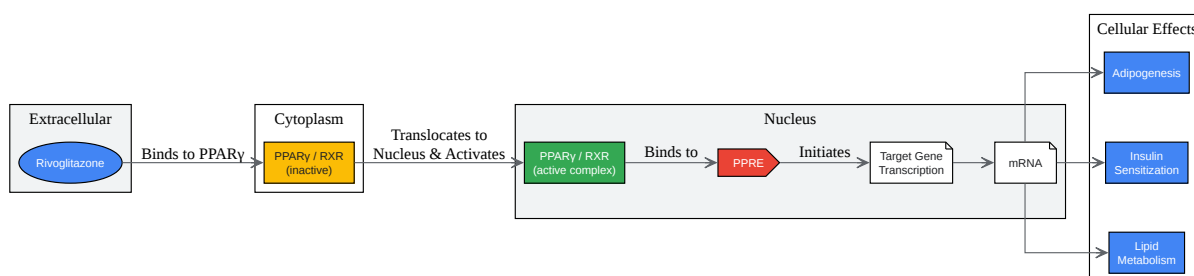 Cellular Effects
Adipogenesis
Extracellular
Cytoplasm
Nucleus
Rivoglitazone
Binds to PPARγ
PPARγ / RXR
(inactive)
Translocates to
Nucleus & Activates
PPARγ / RXR
(active complex)
Binds to
PPRE
Initiates
Target Gene
Transcription
mRNA
Insulin
Sensitization
Lipid
Metabolism